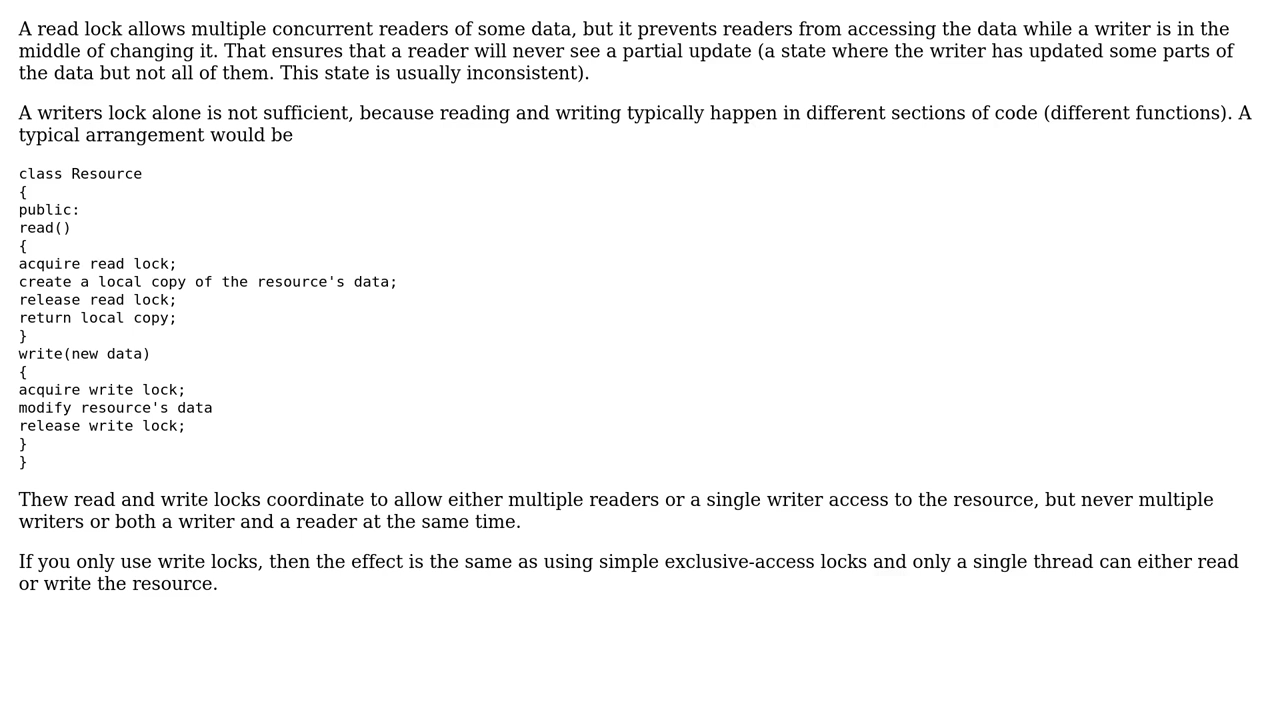 A read lock allows multiple concurrent readers of some data, but it prevents readers from accessing the data while a writer is in the
middle of changing it. That ensures that a reader will never see a partial update (a state where the writer has updated some parts of
the data but not all of them. This state is usually inconsistent).
A writers lock alone is not sufficient, because reading and writing typically happen in different sections of code (different functions). A
typical arrangement would be
class Resource
{
public:
read()
{
acquire read lock;
create a local copy of the resource's data;
release read lock;
return local copy;
}
write(new data)
{
acquire write lock;
modify resource's data
release write lock;
}
}
Thew read and write locks coordinate to allow either multiple readers or a single writer access to the resource, but never multiple
writers or both a writer and a reader at the same time.
If you only use write locks, then the effect is the same as using simple exclusive-access locks and only a single thread can either read
or write the resource.